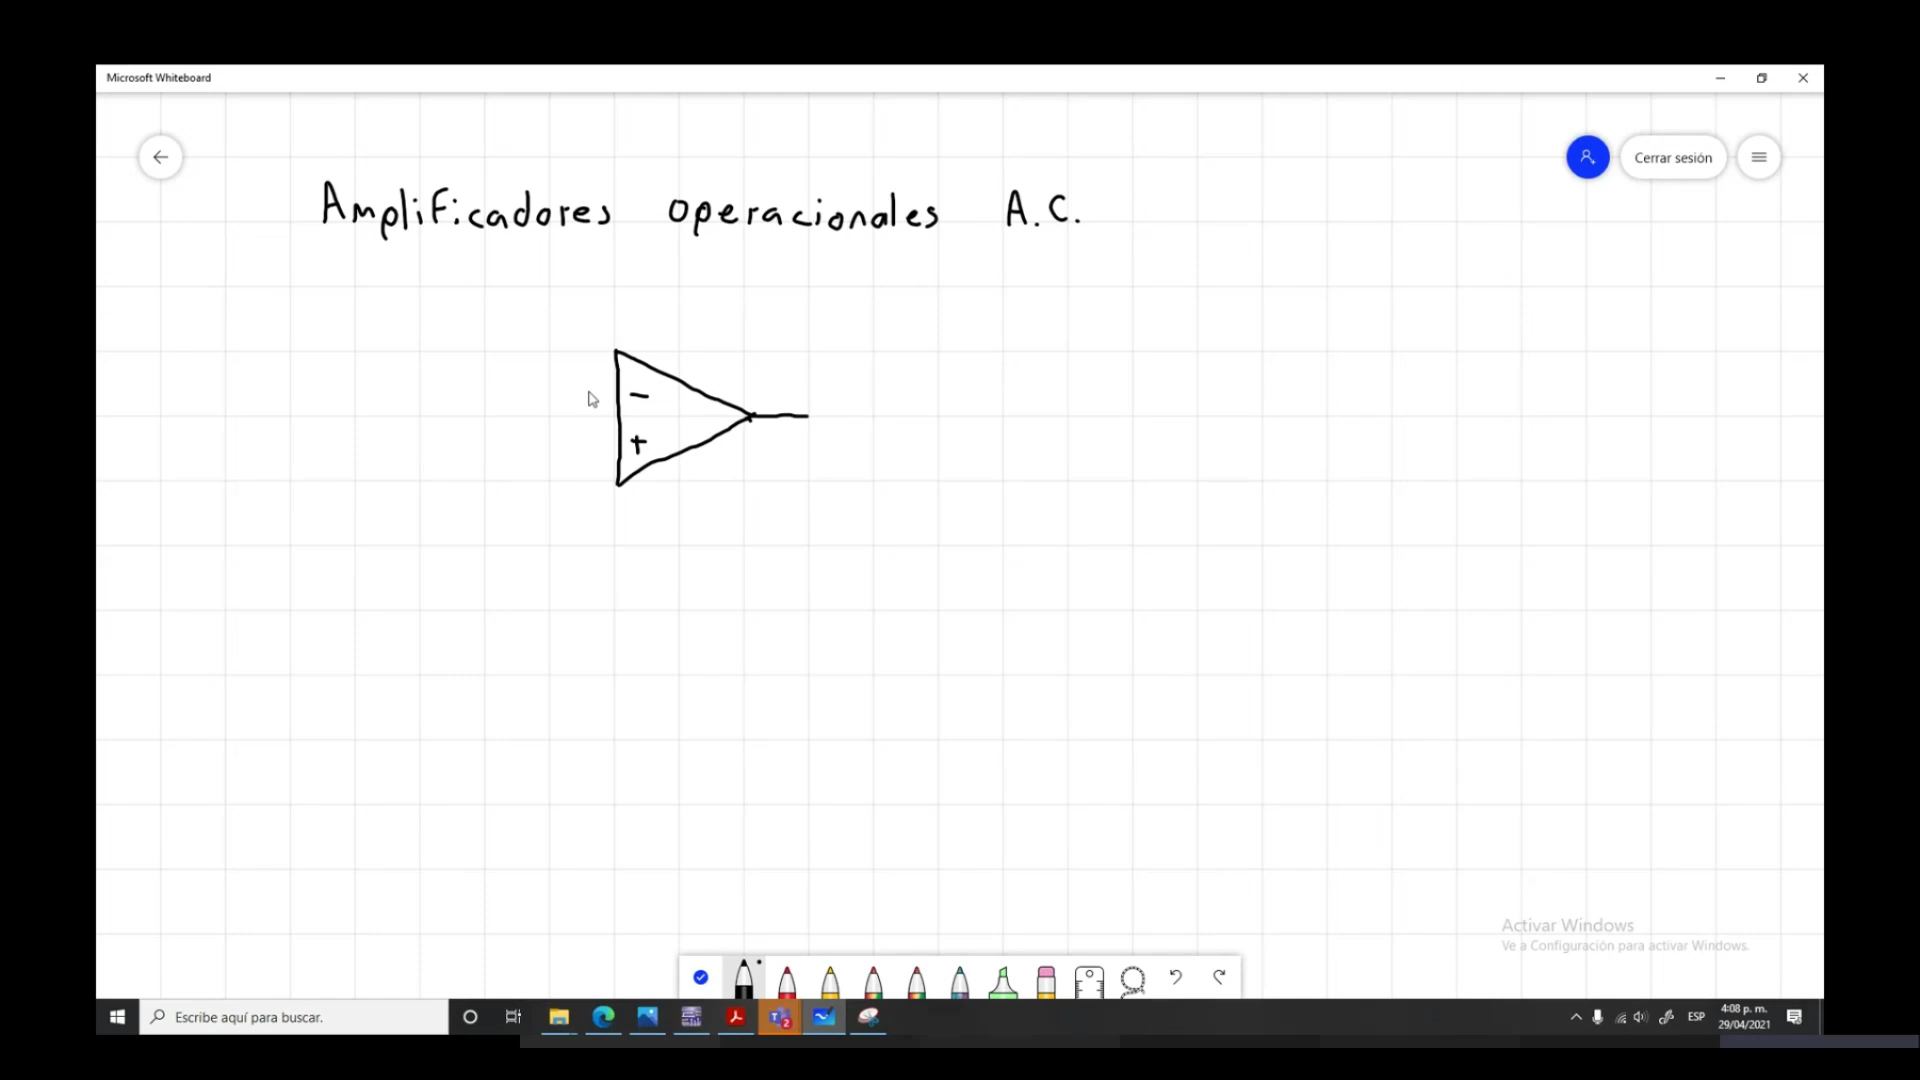 Microsoft Whiteboard
Cerrar sesión
Amplificadores operacionales A.C.
-
+
Activar Windows
Ve a Configuración para activar Windows.
Escribe aquí para buscar.
2
ESP
4:08 p. m.
29/04/2021